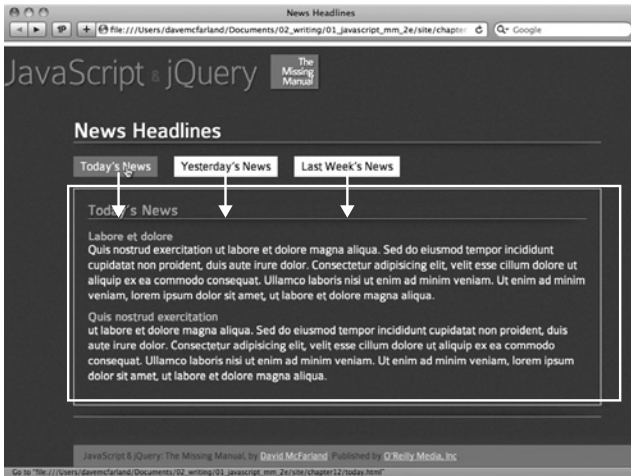 News Headlines
file:///Users/davemcfarland/Documents/02_writing/01_javascript_mm_2e/site/chapter
Google
JavaScript & jQuery
The
Missing
Manual
News Headlines
Today's News
Yesterday's News
Last Week's News
Today's News
Labore et dolore
Quis nostrud exercitation ut labore et dolore magna aliqua. Sed do eiusmod tempor incididunt
cupidatat non proident, duis aute irure dolor. Consectetur adipisicing elit, velit esse cillum dolore ut
aliquip ex ea commodo consequat. Ullamco laboris nisi ut enim ad minim veniam. Ut enim ad minim
veniam, lorem ipsum dolor sit amet, ut labore et dolore magna aliqua.
Quis nostrud exercitation
ut labore et dolore magna aliqua. Sed do eiusmod tempor incididunt cupidatat non proident, duis
aute irure dolor. Consectetur adipisicing elit, velit esse cillum dolore ut aliquip ex ea commodo
consequat. Ullamco laboris nisi ut enim ad minim veniam. Ut enim ad minim veniam, lorem ipsum
dolor sit amet, ut labore et dolore magna aliqua.
JavaScript & jQuery: The Missing Manual, by David McFarland. Published by O'Reilly Media, Inc
Go to "file:///Users/davemcfarland/Documents/02_writing/01_javascript_mm_2e/site/chapter12/today.html"